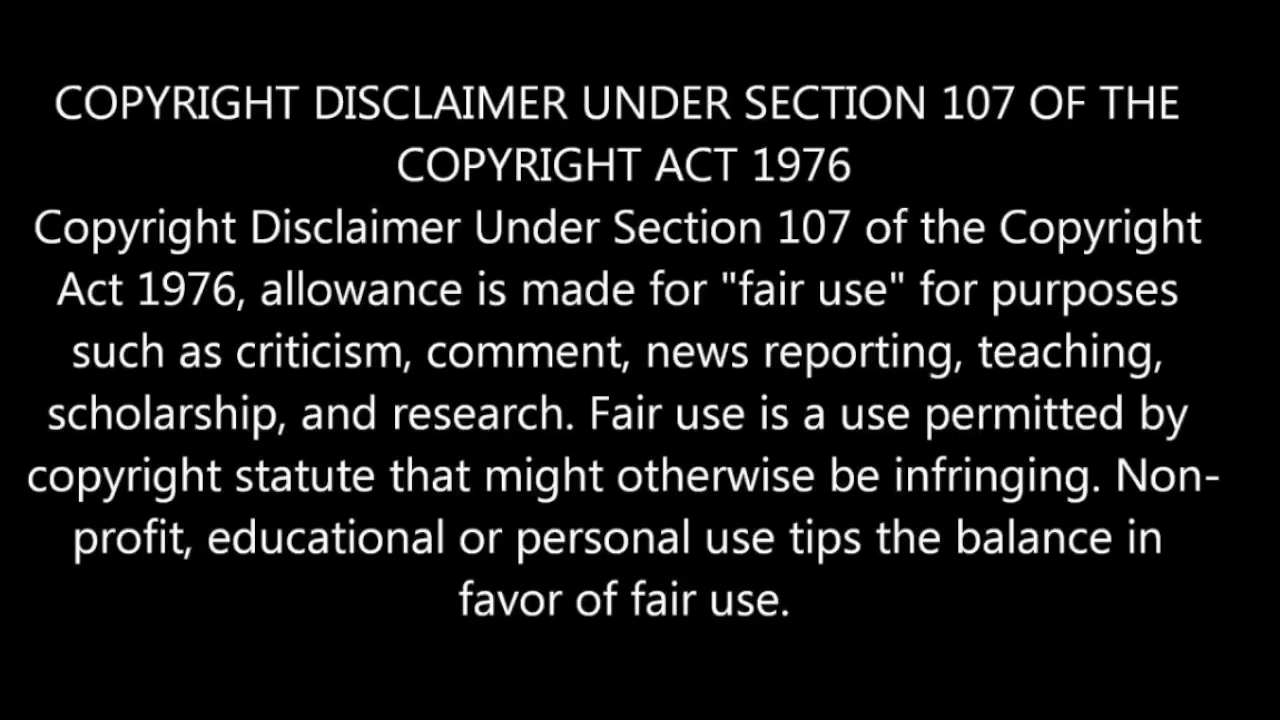 COPYRIGHT DISCLAIMER UNDER SECTION 107 OF THE
COPYRIGHT ACT 1976
Copyright Disclaimer Under Section 107 of the Copyright
Act 1976, allowance is made for "fair use" for purposes
such as criticism, comment, news reporting, teaching,
scholarship, and research. Fair use is a use permitted by
copyright statute that might otherwise be infringing. Non-
profit, educational or personal use tips the balance in
favor of fair use.